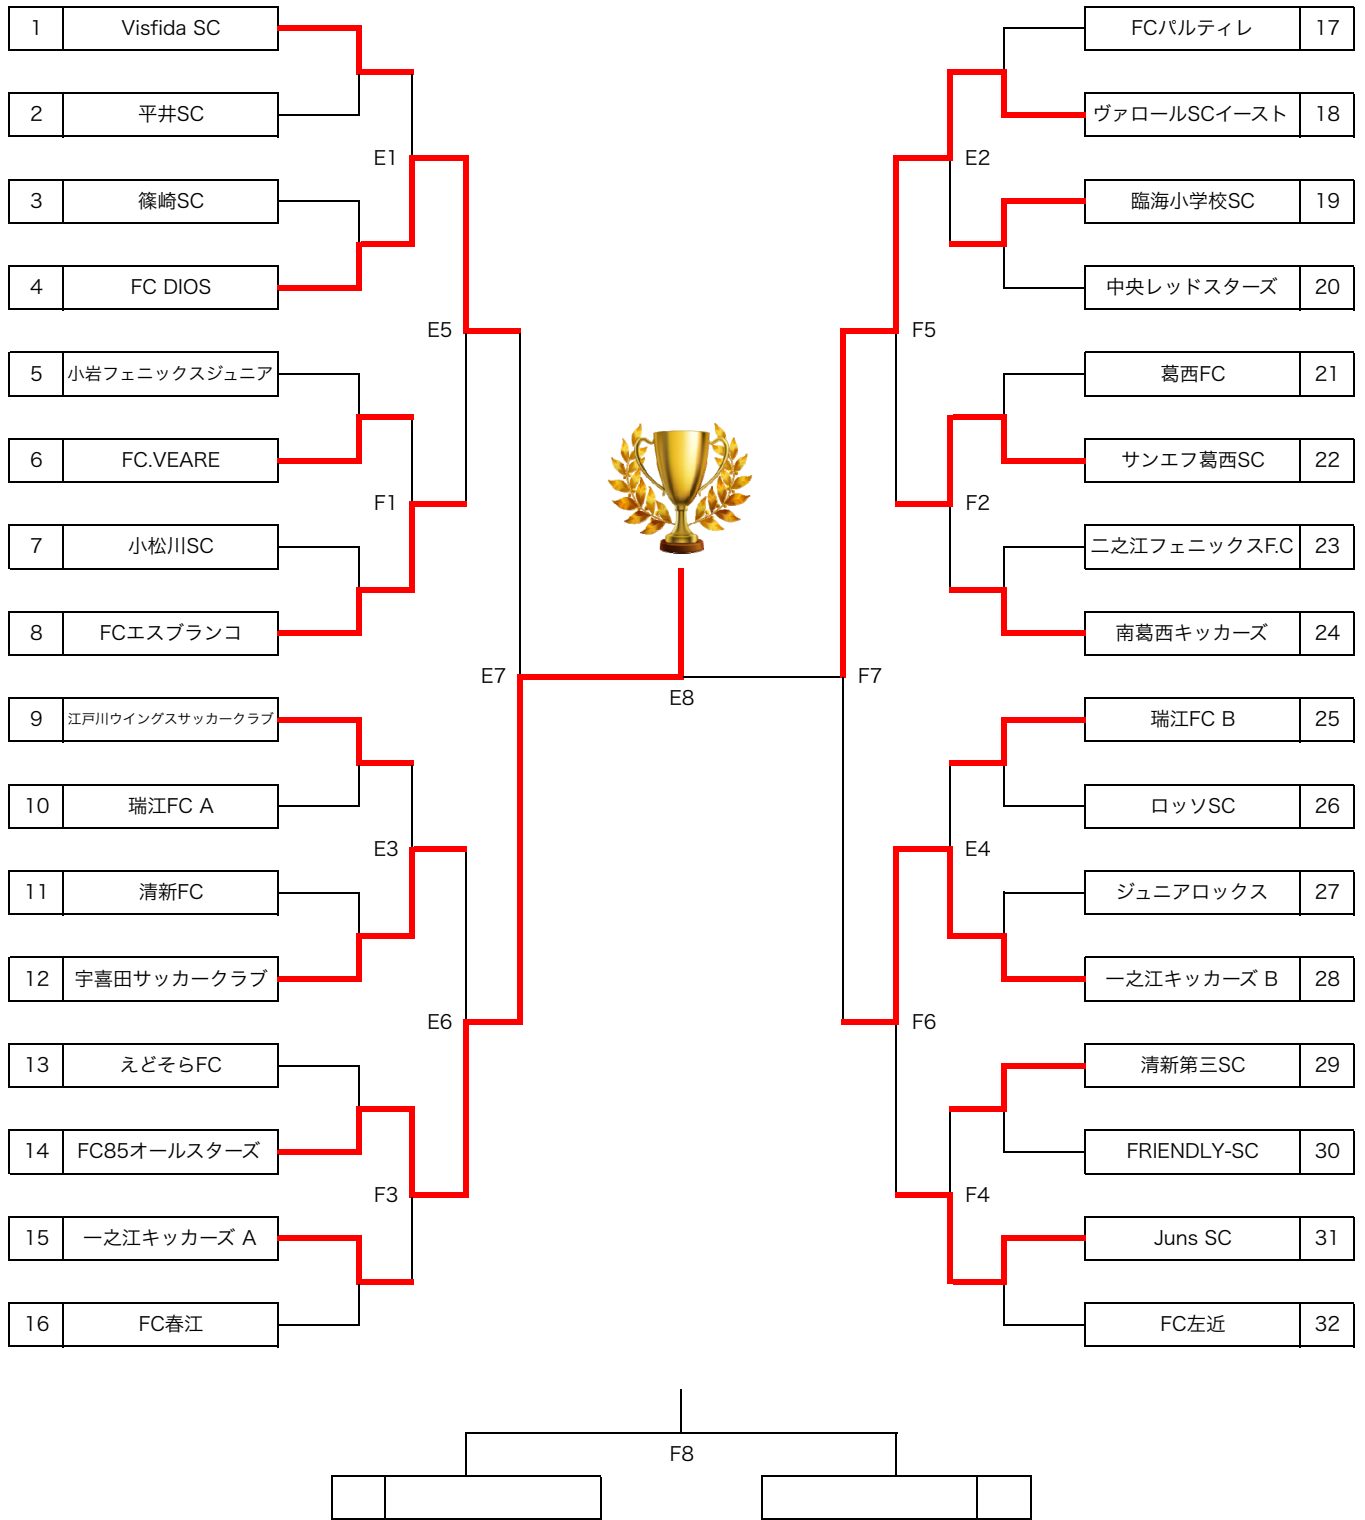 1 Visfida SC
2 平井SC
3 篠崎SC
4 FC DIOS
5 小岩フェニックスジュニア
6 FC.VEARE
7 小松川SC
8 FCエスブランコ
9 江戸川ウイングスサッカークラブ
10 瑞江FC A
11 清新FC
12 宇喜田サッカークラブ
13 えどそらFC
14 FC85オールスターズ
15 一之江キッカーズ A
16 FC春江
E1
F1
E3
F3
E5
E6
E7
E8
F7
F5
F6
E2
F2
E4
F4
FCパルティレ 17
ヴァロールSCイースト 18
臨海小学校SC 19
中央レッドスターズ 20
葛西FC 21
サンエフ葛西SC 22
二之江フェニックスF.C 23
南葛西キッカーズ 24
瑞江FC B 25
ロッソSC 26
ジュニアロックス 27
一之江キッカーズ B 28
清新第三SC 29
FRIENDLY-SC 30
Juns SC 31
FC左近 32
F8